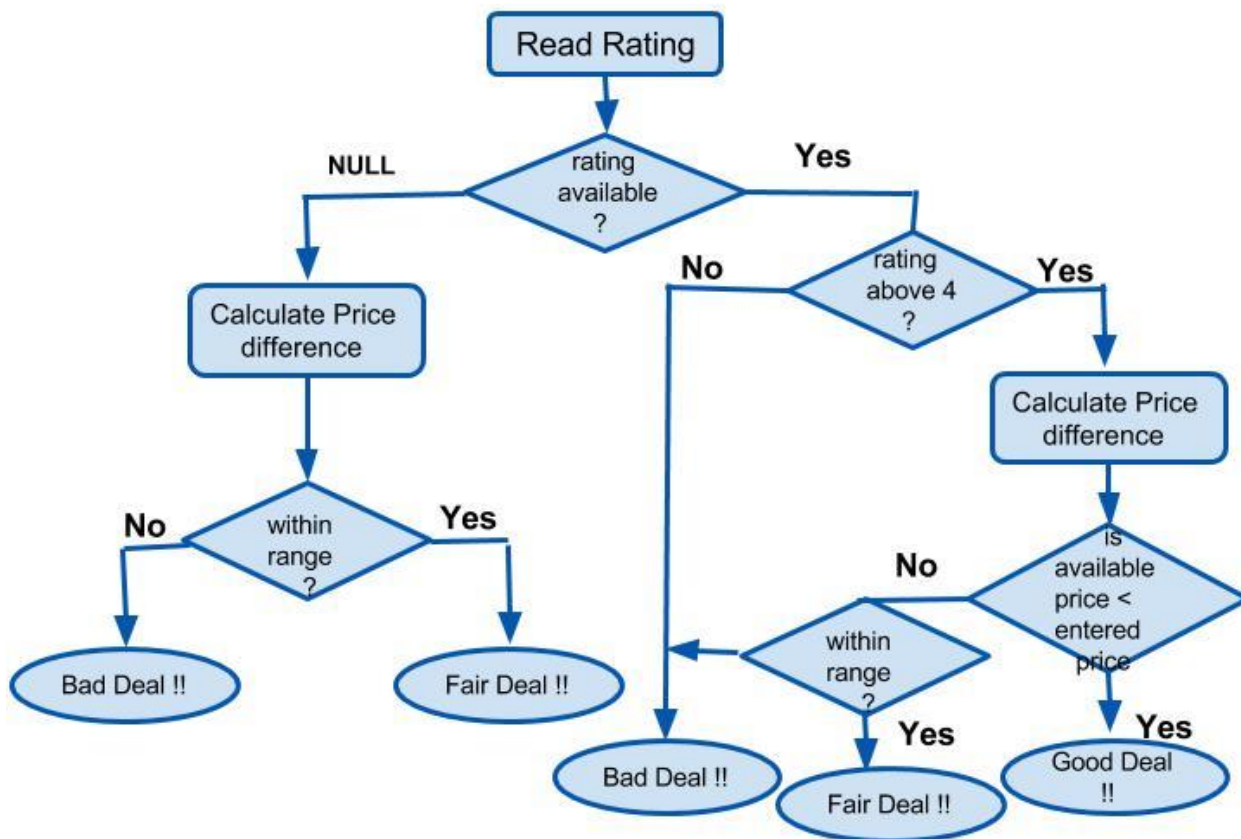 Read Rating
NULL
rating
available
?
Yes
No
rating
above 4
?
Yes
Calculate Price
difference
Calculate Price
difference
No
within
range
?
Yes
No
is
available
price <
entered
price
within
range
?
Bad Deal !!
Fair Deal !!
Yes
Yes
Bad Deal !!
Fair Deal !!
Good Deal
!!